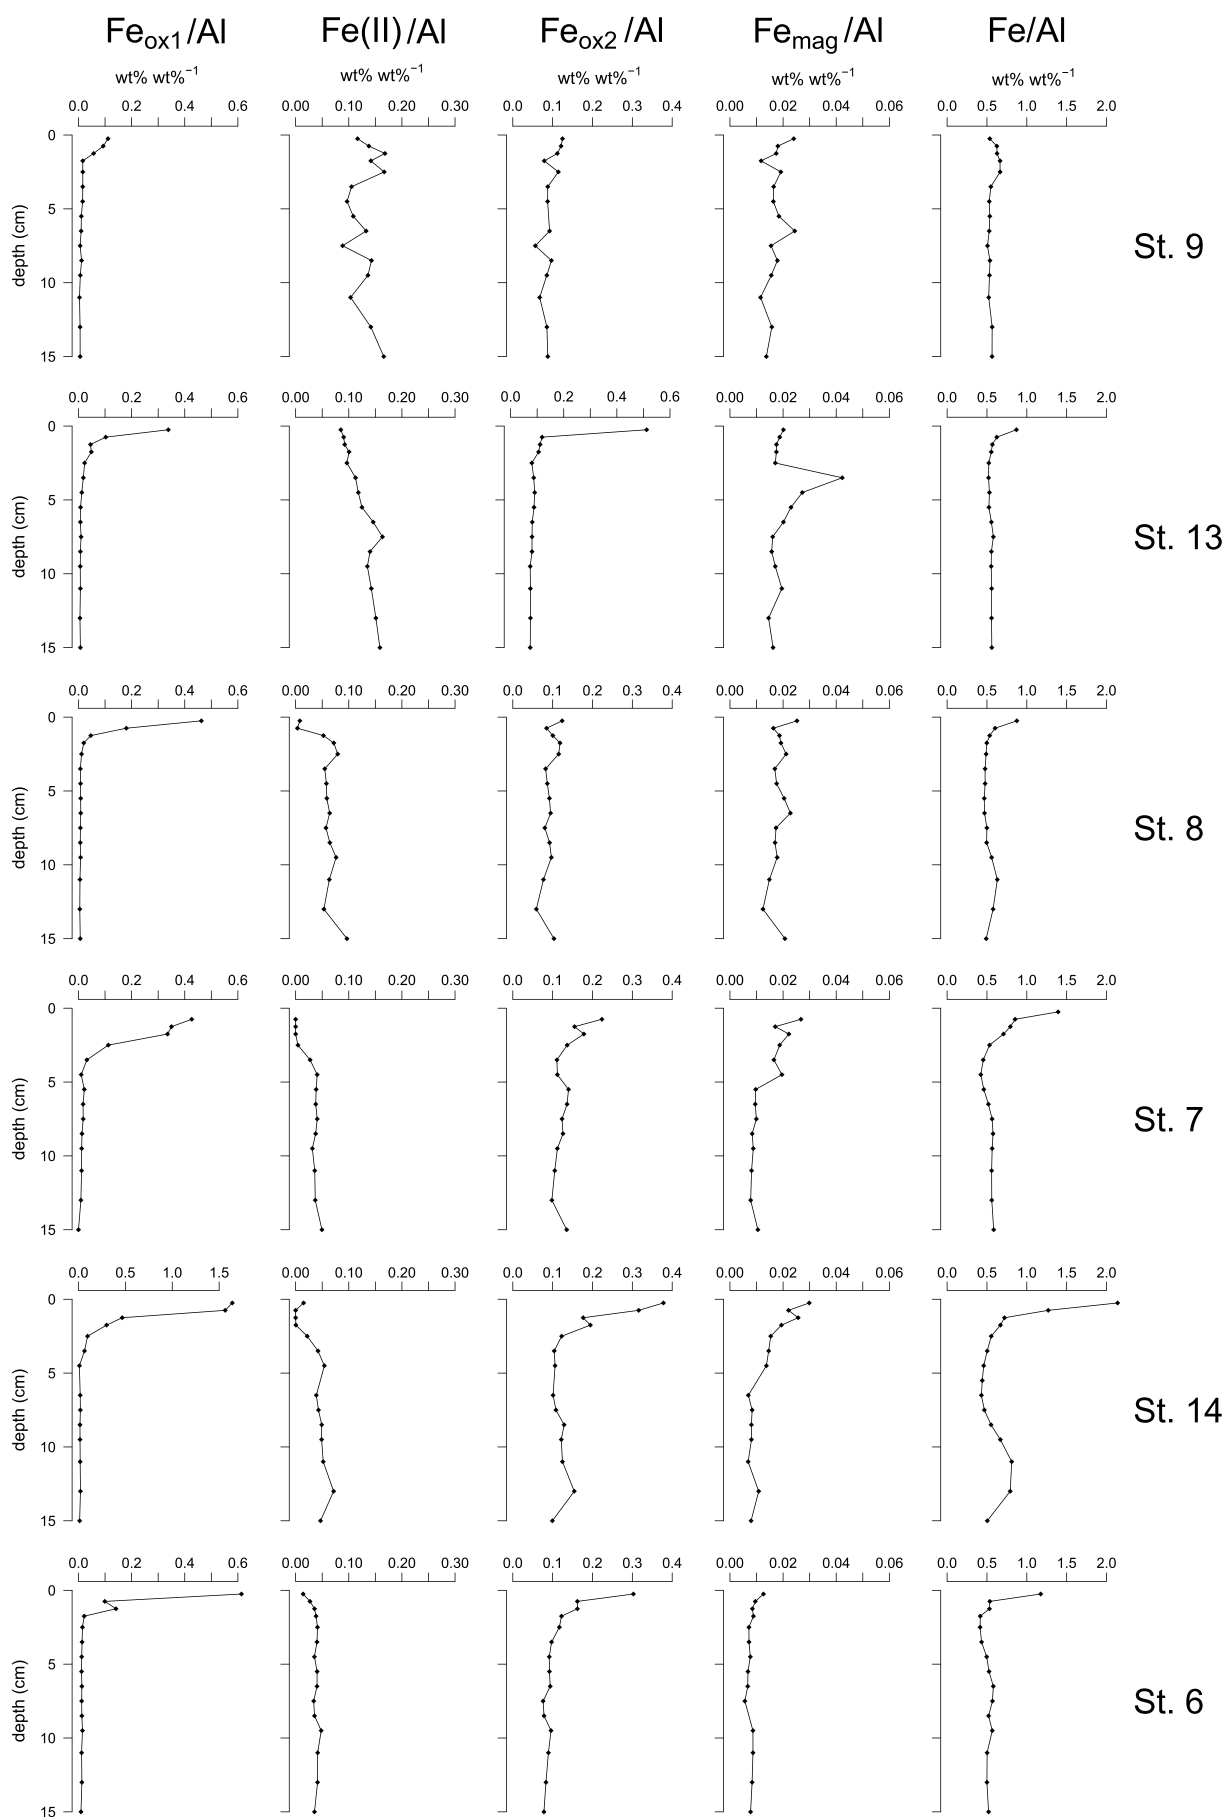 Feox1/Al Fe(II)/Al Feox2/Al Femag/Al Fe/Al
wt% wt%−1 wt% wt%−1 wt% wt%−1 wt% wt%−1 wt% wt%−1
0.0 0.2 0.4 0.6 0.00 0.10 0.20 0.30 0.0 0.1 0.2 0.3 0.4 0.00 0.02 0.04 0.06 0.0 0.5 1.0 1.5 2.0
0
5
10
15
depth (cm)
St. 9
0.0 0.2 0.4 0.6 0.00 0.10 0.20 0.30 0.0 0.2 0.4 0.6 0.00 0.02 0.04 0.06 0.0 0.5 1.0 1.5 2.0
0
5
10
15
depth (cm)
St. 13
0.0 0.2 0.4 0.6 0.00 0.10 0.20 0.30 0.0 0.1 0.2 0.3 0.4 0.00 0.02 0.04 0.06 0.0 0.5 1.0 1.5 2.0
0
5
10
15
depth (cm)
St. 8
0.0 0.2 0.4 0.6 0.00 0.10 0.20 0.30 0.0 0.1 0.2 0.3 0.4 0.00 0.02 0.04 0.06 0.0 0.5 1.0 1.5 2.0
0
5
10
15
depth (cm)
St. 7
0.0 0.5 1.0 1.5 0.00 0.10 0.20 0.30 0.0 0.1 0.2 0.3 0.4 0.00 0.02 0.04 0.06 0.0 0.5 1.0 1.5 2.0
0
5
10
15
depth (cm)
St. 14
0.0 0.2 0.4 0.6 0.00 0.10 0.20 0.30 0.0 0.1 0.2 0.3 0.4 0.00 0.02 0.04 0.06 0.0 0.5 1.0 1.5 2.0
0
5
10
15
depth (cm)
St. 6